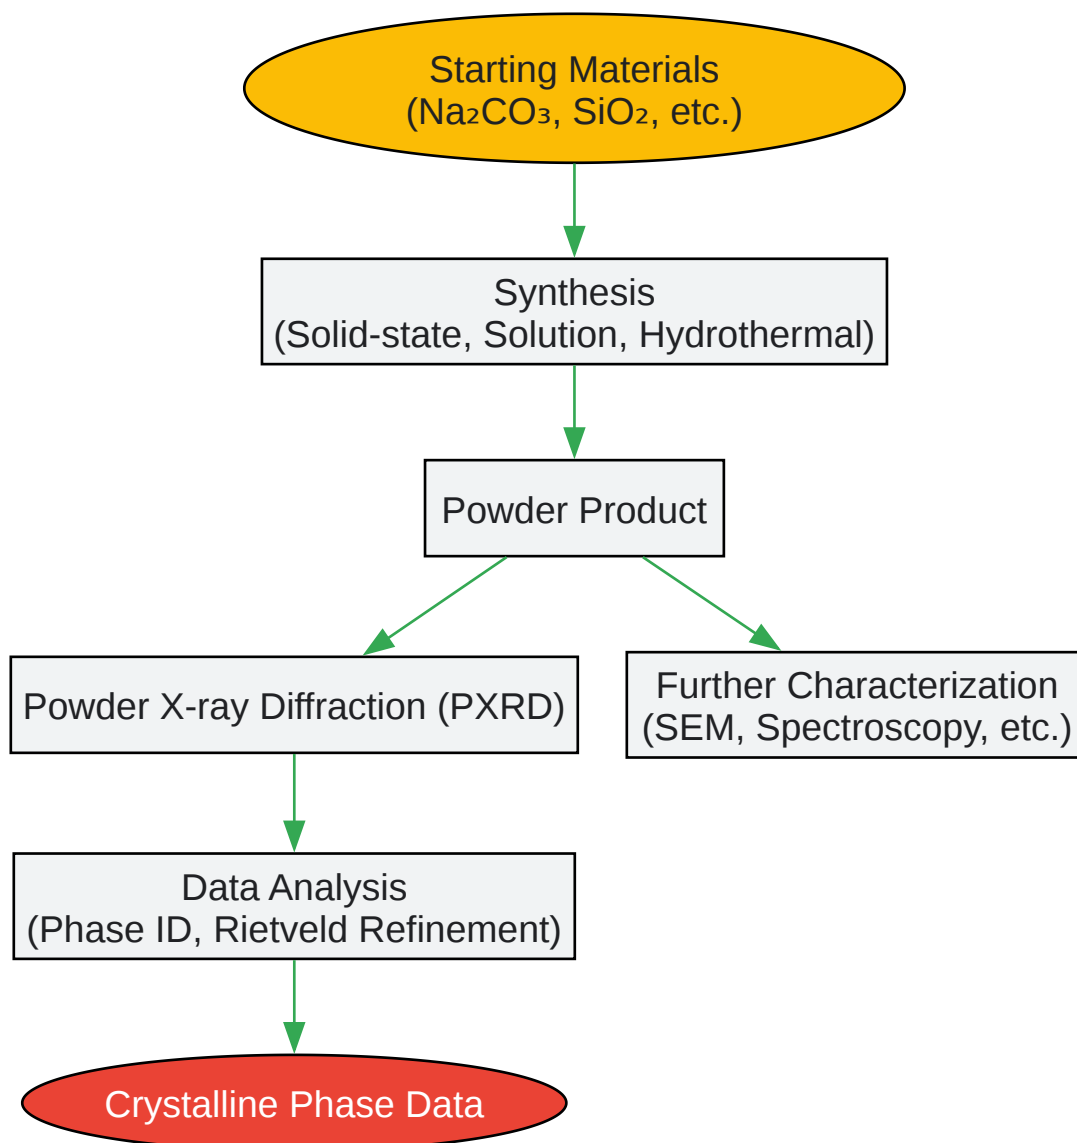 Starting Materials
(Na₂CO₃, SiO₂, etc.)
Synthesis
(Solid-state, Solution, Hydrothermal)
Powder Product
Powder X-ray Diffraction (PXRD)
Further Characterization
(SEM, Spectroscopy, etc.)
Data Analysis
(Phase ID, Rietveld Refinement)
Crystalline Phase Data